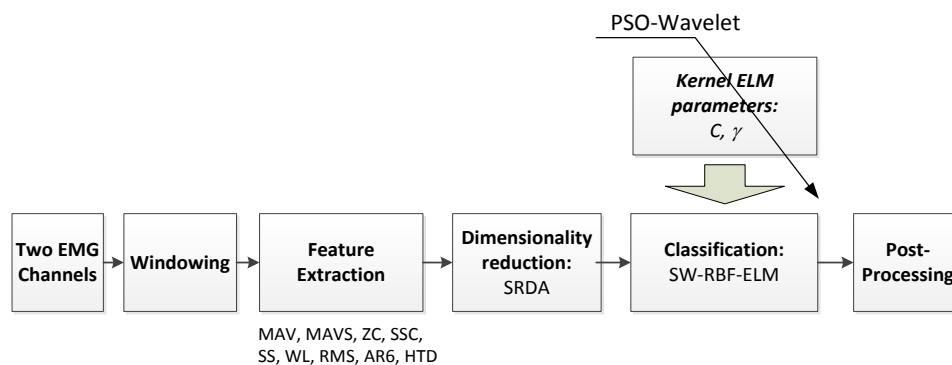 PSO-Wavelet
Kernel ELM
parameters:
C, γ
Two EMG
Channels
Windowing
Feature
Extraction
Dimensionality
reduction:
SRDA
Classification:
SW-RBF-ELM
Post-
Processing
MAV, MAVS, ZC, SSC,
SS, WL, RMS, AR6, HTD